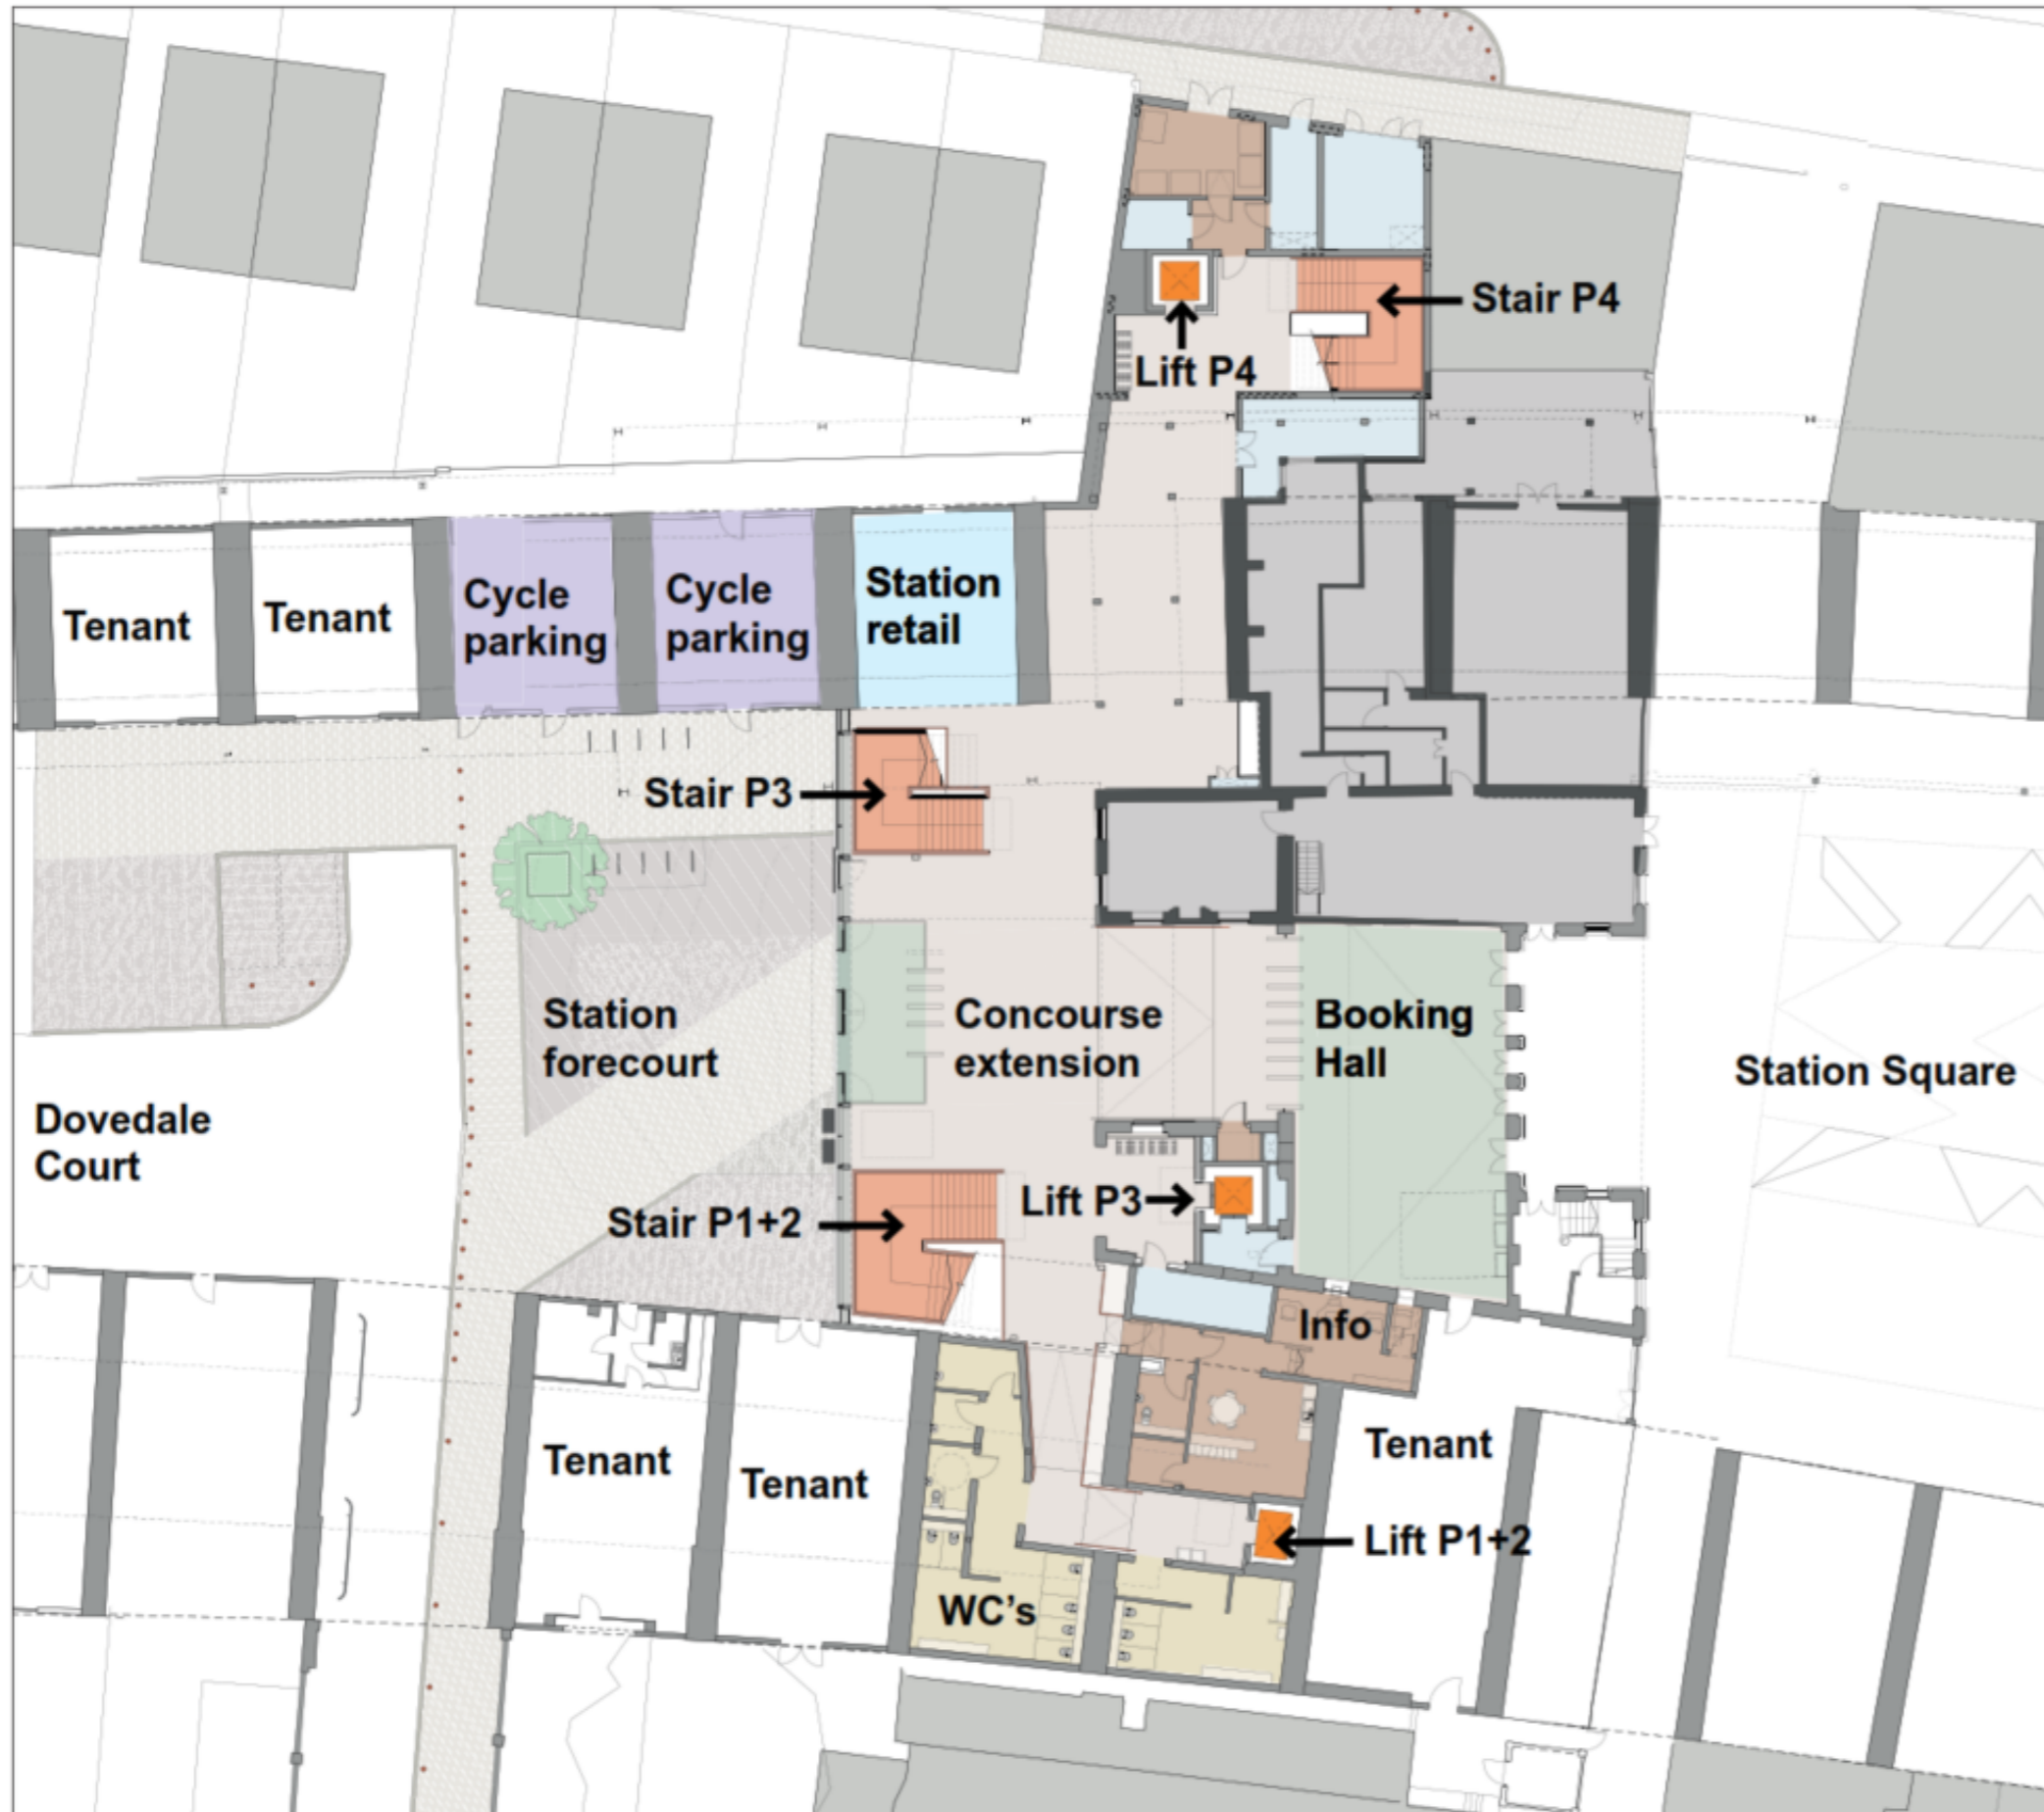 Stair P4
Lift P4
Tenant
Tenant
Cycle
parking
Cycle
parking
Station
retail
Stair P3
Station
forecourt
Concourse
extension
Booking
Hall
Station Square
Dovedale
Court
Stair P1+2
Lift P3
Info
Tenant
Tenant
Tenant
Lift P1+2
WC’s